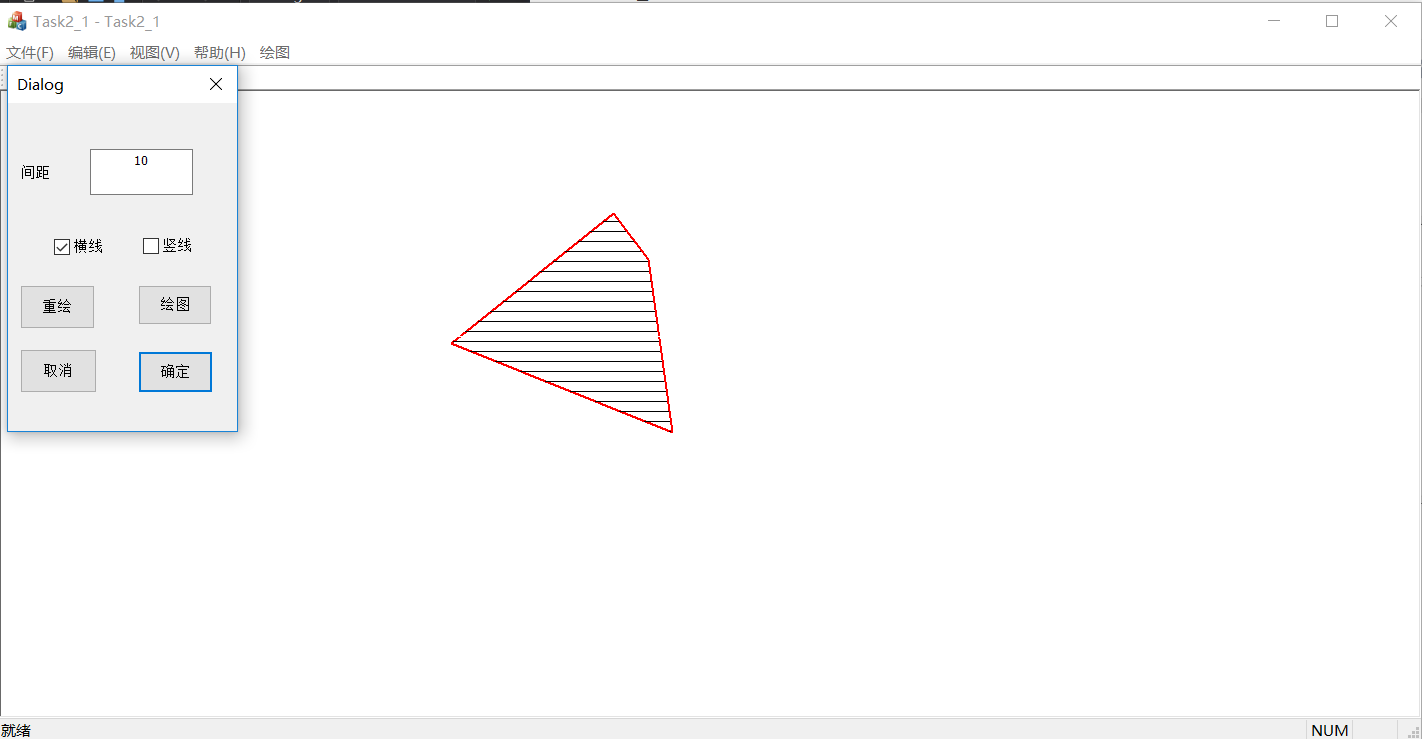 Task2_1 - Task2_1
文件(F) 编辑(E) 视图(V) 帮助(H) 绘图
Dialog
间距 10
横线 竖线
重绘 绘图
取消 确定
就绪 NUM